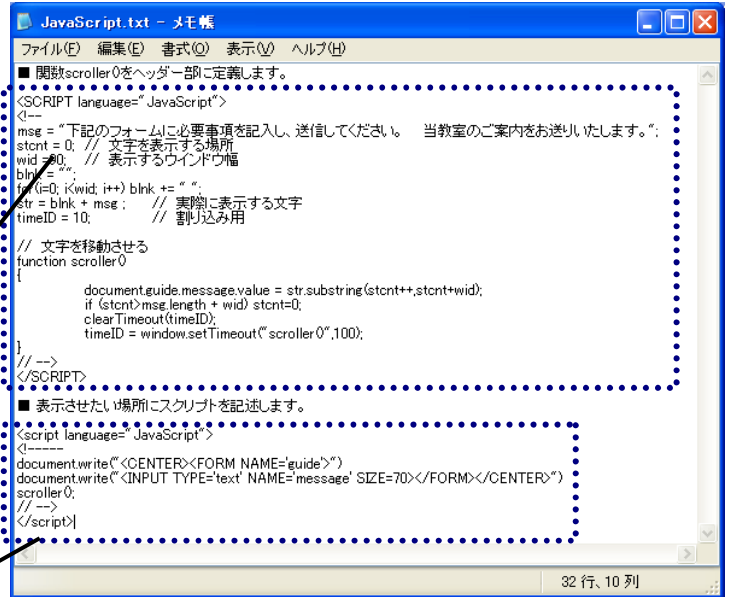 JavaScript.txt - メモ帳
ファイル(F) 編集(E) 書式(O) 表示(V) ヘルプ(H)
■ 関数scroller()をヘッダー部に定義します。
<SCRIPT language="JavaScript">
<!--
msg = "下記のフォームに必要事項を記入し、送信してください。　当教室のご案内をお送りいたします。";
stcnt = 0; // 文字を表示する場所
wid =90; // 表示するウインドウ幅
blnk = "";
for(i=0; i<wid; i++) blnk += " ";
str = blnk + msg ; // 実際に表示する文字
timeID = 10; // 割り込み用
// 文字を移動させる
function scroller()
{
document.guide.message.value = str.substring(stcnt++,stcnt+wid);
if (stcnt>msg.length + wid) stcnt=0;
clearTimeout(timeID);
timeID = window.setTimeout("scroller()",100);
}
// -->
</SCRIPT>
■ 表示させたい場所にスクリプトを記述します。
<script language="JavaScript">
<!-----
document.write("<CENTER><FORM NAME='guide'>")
document.write("<INPUT TYPE='text' NAME='message' SIZE=70></FORM></CENTER>")
scroller();
// -->
</script>
32 行、10 列